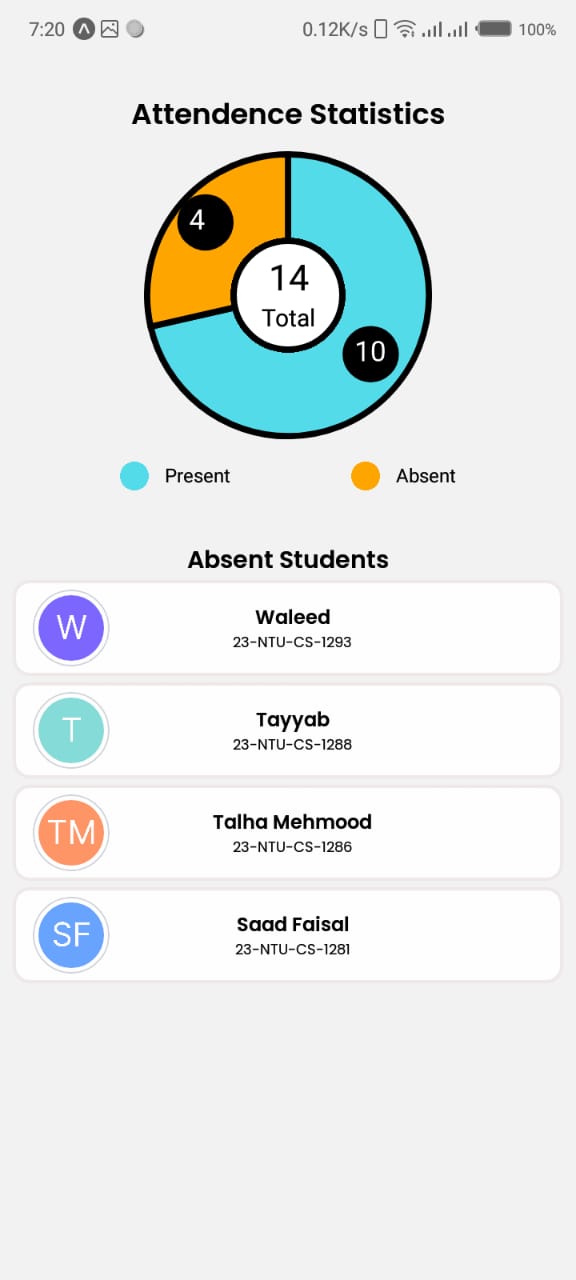 7:20 0.12K/s 100%
Attendence Statistics
4
14
Total
10
Present Absent
Absent Students
W
Waleed
23-NTU-CS-1293
T
Tayyab
23-NTU-CS-1288
TM
Talha Mehmood
23-NTU-CS-1286
SF
Saad Faisal
23-NTU-CS-1281